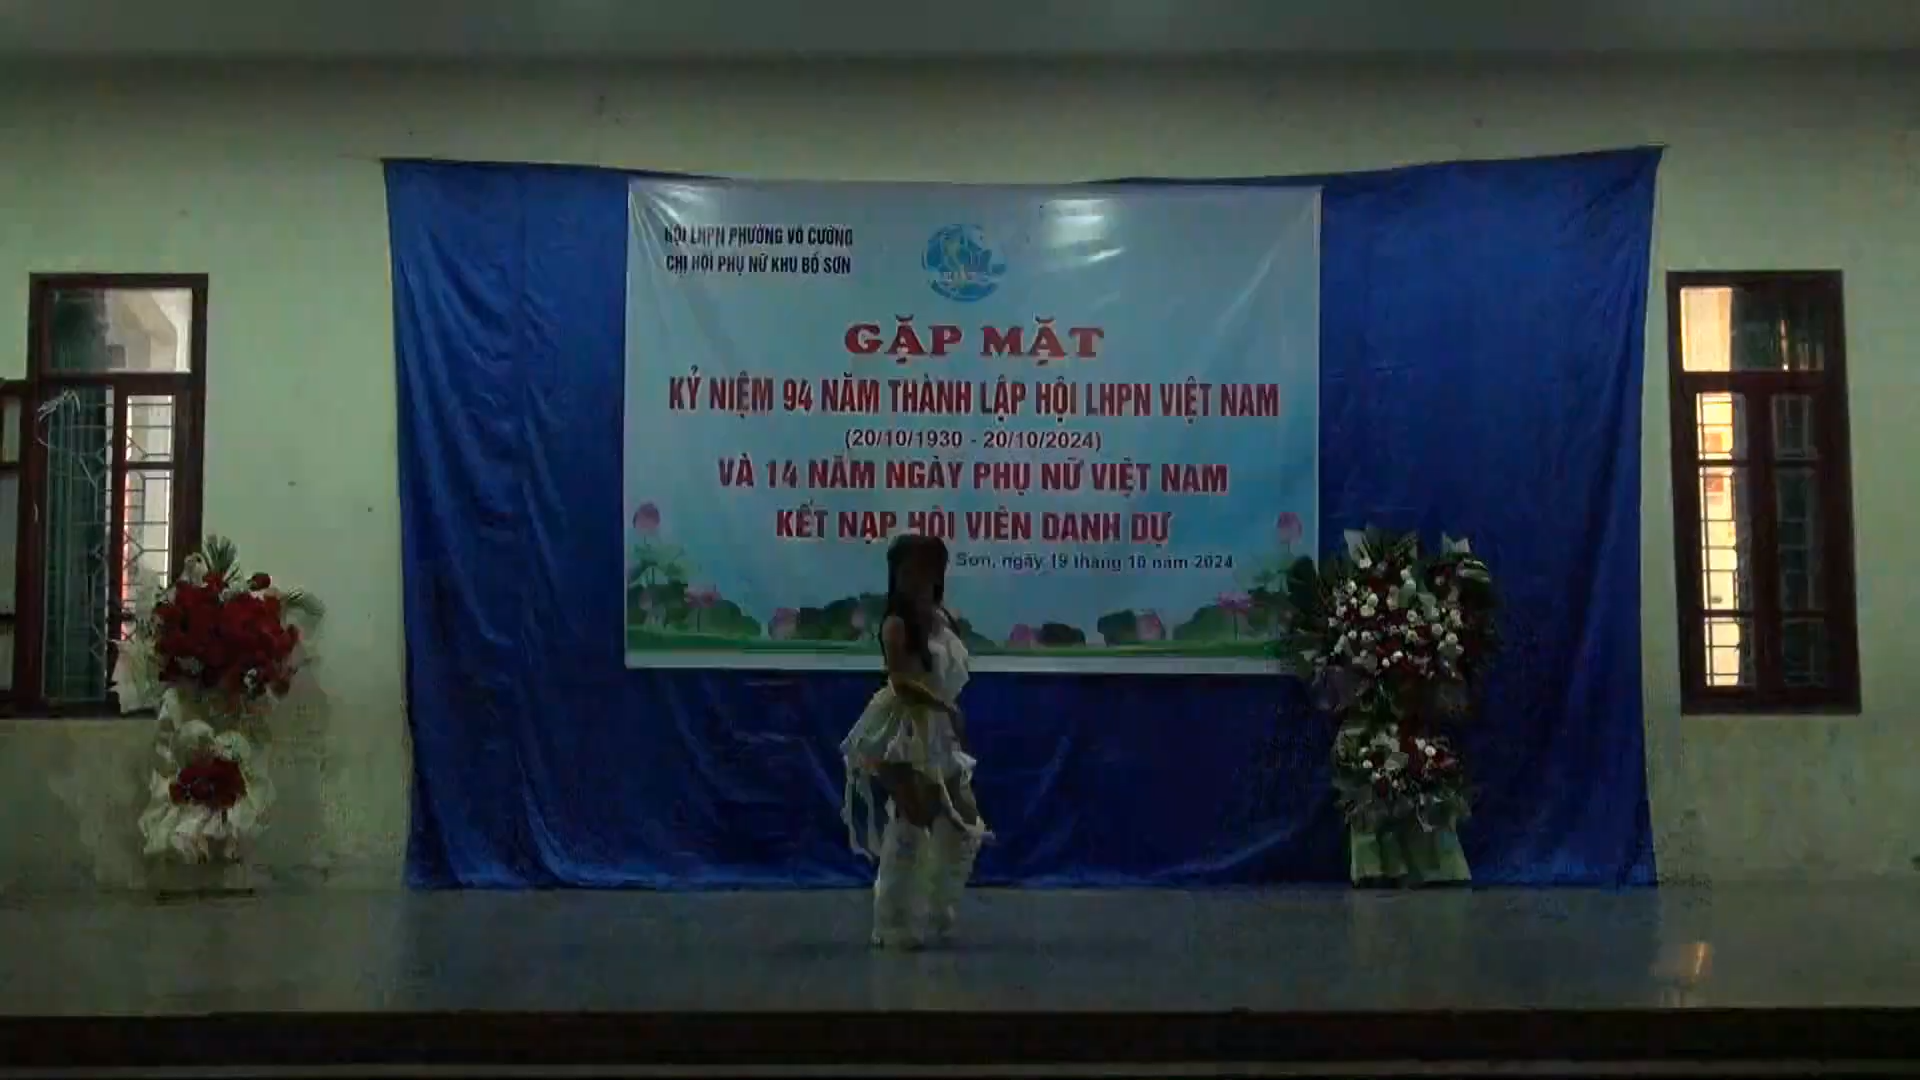 HỘI LHPN PHƯỜNG VÕ CƯỜNG
CHI HỘI PHỤ NỮ KHU BỒ SƠN
GẶP MẶT
KỶ NIỆM 94 NĂM THÀNH LẬP HỘI LHPN VIỆT NAM
(20/10/1930 - 20/10/2024)
VÀ 14 NĂM NGÀY PHỤ NỮ VIỆT NAM
KẾT NẠP HỘI VIÊN DANH DỰ
Sơn, ngày 19 tháng 10 năm 2024